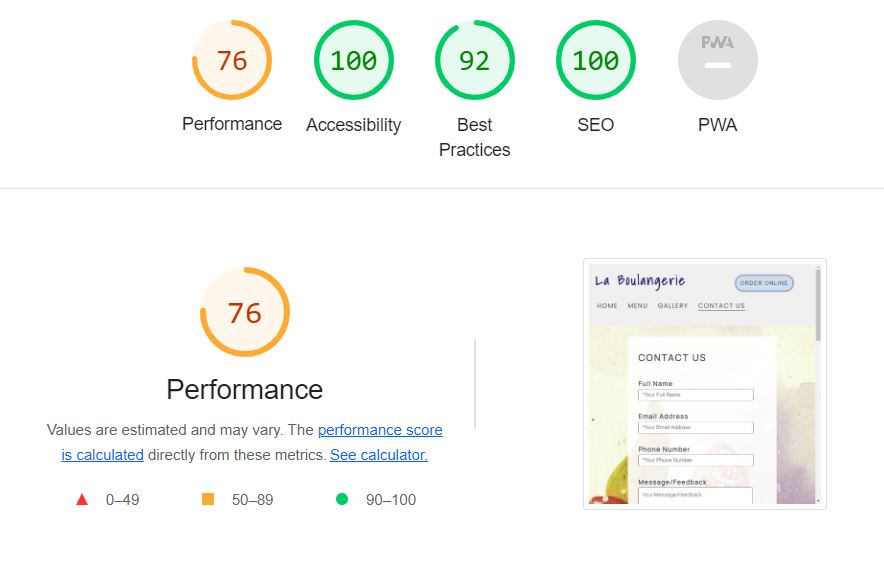 76
100
92
100
PWA
Performance
Accessibility
Best
Practices
SEO
PWA
76
Performance
Values are estimated and may vary. The performance score
is calculated directly from these metrics. See calculator.
0–49
50–89
90–100
La Boulangerie
ORDER ONLINE
HOME MENU GALLERY CONTACT US
CONTACT US
Full Name
*Your Full Name
Email Address
*Your Email Address
Phone Number
*Your Phone Number
Message/Feedback
Your Message/Feedback